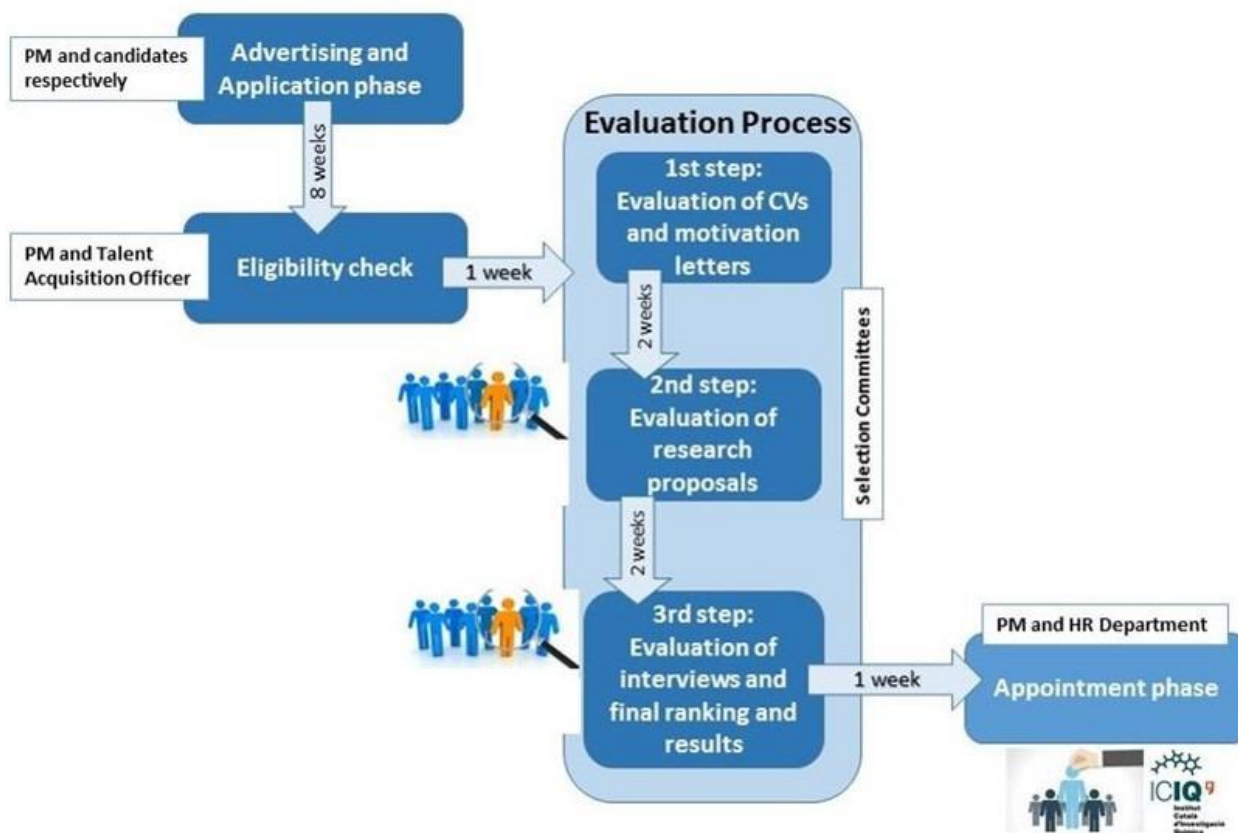 PM and candidates
respectively
Advertising and
Application phase
8 weeks
PM and Talent
Acquisition Officer
Eligibility check
1 week
Evaluation Process
1st step:
Evaluation of CVs
and motivation
letters
2 weeks
2nd step:
Evaluation of
research
proposals
Selection Committees
2 weeks
3rd step:
Evaluation of
interviews and
final ranking and
results
1 week
PM and HR Department
Appointment phase
ICIQ
Institut
Català
d'Investigació